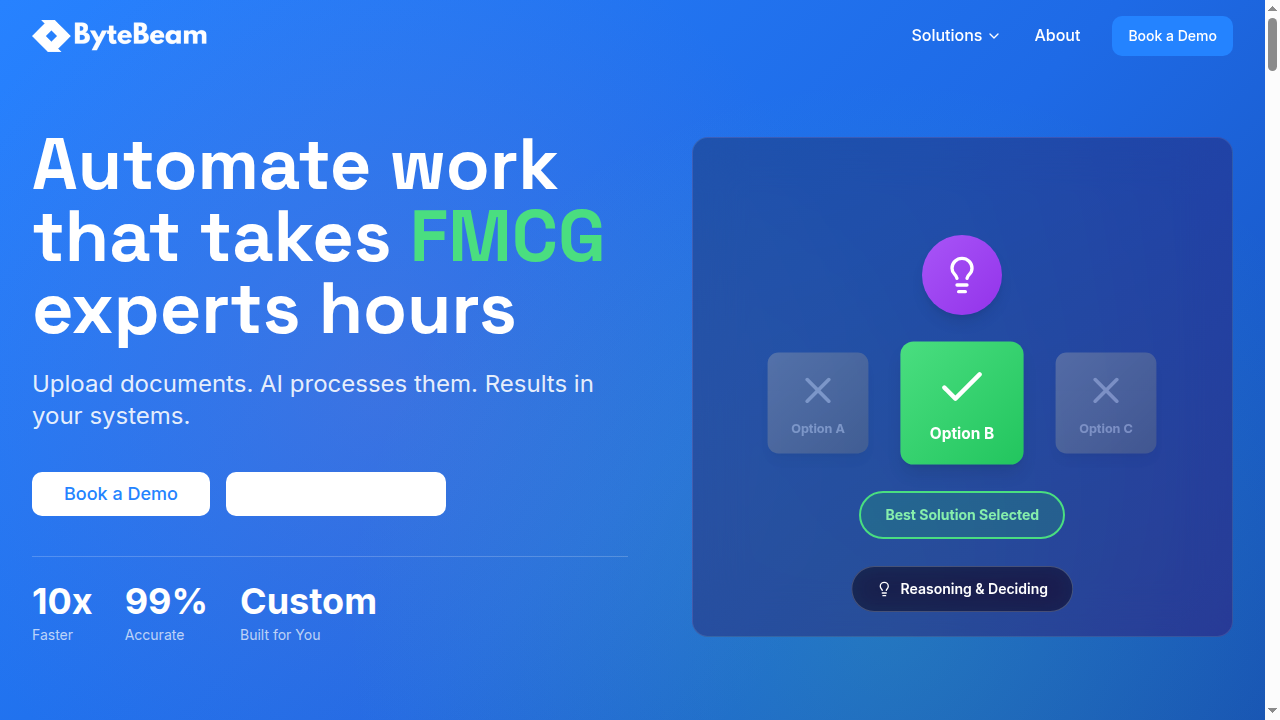 ByteBeam
Solutions
About
Book a Demo
Automate work
that takes FMCG
experts hours
Upload documents. AI processes them. Results in
your systems.
Book a Demo
10x
Faster
99%
Accurate
Custom
Built for You
Option A
Option B
Option C
Best Solution Selected
Reasoning & Deciding